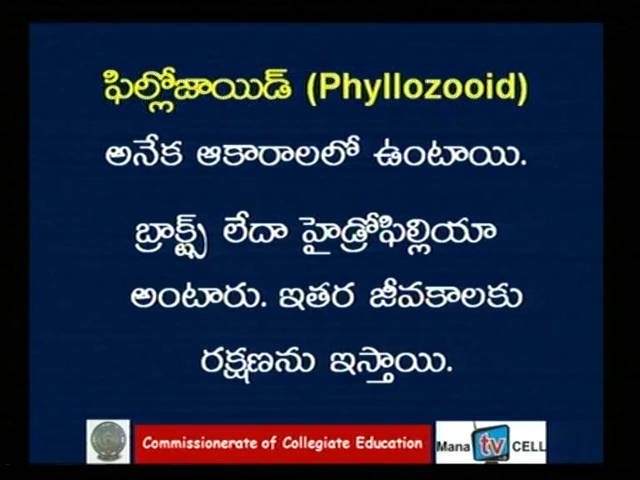 ఫిల్లోజాయిడ్ (Phyllozooid)
అనేక ఆకారాలలో ఉంటాయి.
బ్రాక్ట్స్ లేదా హైడ్రోఫిల్లియా
అంటారు. ఇతర జీవకాలకు
రక్షణను ఇస్తాయి.
Commissionerate of Collegiate Education
Mana tv CELL